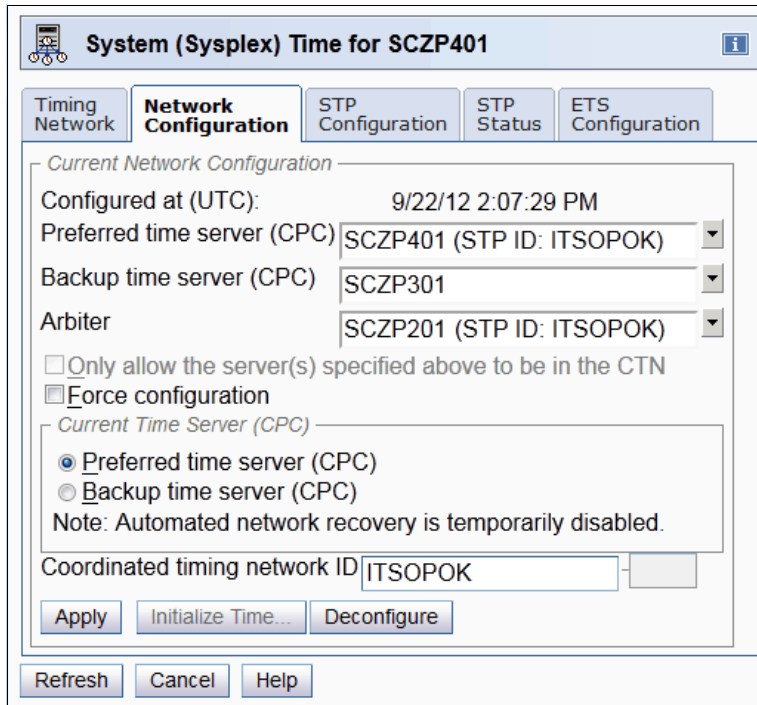 System (Sysplex) Time for SCZP401
i
Timing Network
Network Configuration
STP Configuration
STP Status
ETS Configuration
Current Network Configuration
Configured at (UTC): 9/22/12 2:07:29 PM
Preferred time server (CPC) SCZP401 (STP ID: ITSOPOK)
Backup time server (CPC) SCZP301
Arbiter SCZP201 (STP ID: ITSOPOK)
Only allow the server(s) specified above to be in the CTN
Force configuration
Current Time Server (CPC)
Preferred time server (CPC)
Backup time server (CPC)
Note: Automated network recovery is temporarily disabled.
Coordinated timing network ID ITSOPOK -
Apply Initialize Time... Deconfigure
Refresh Cancel Help